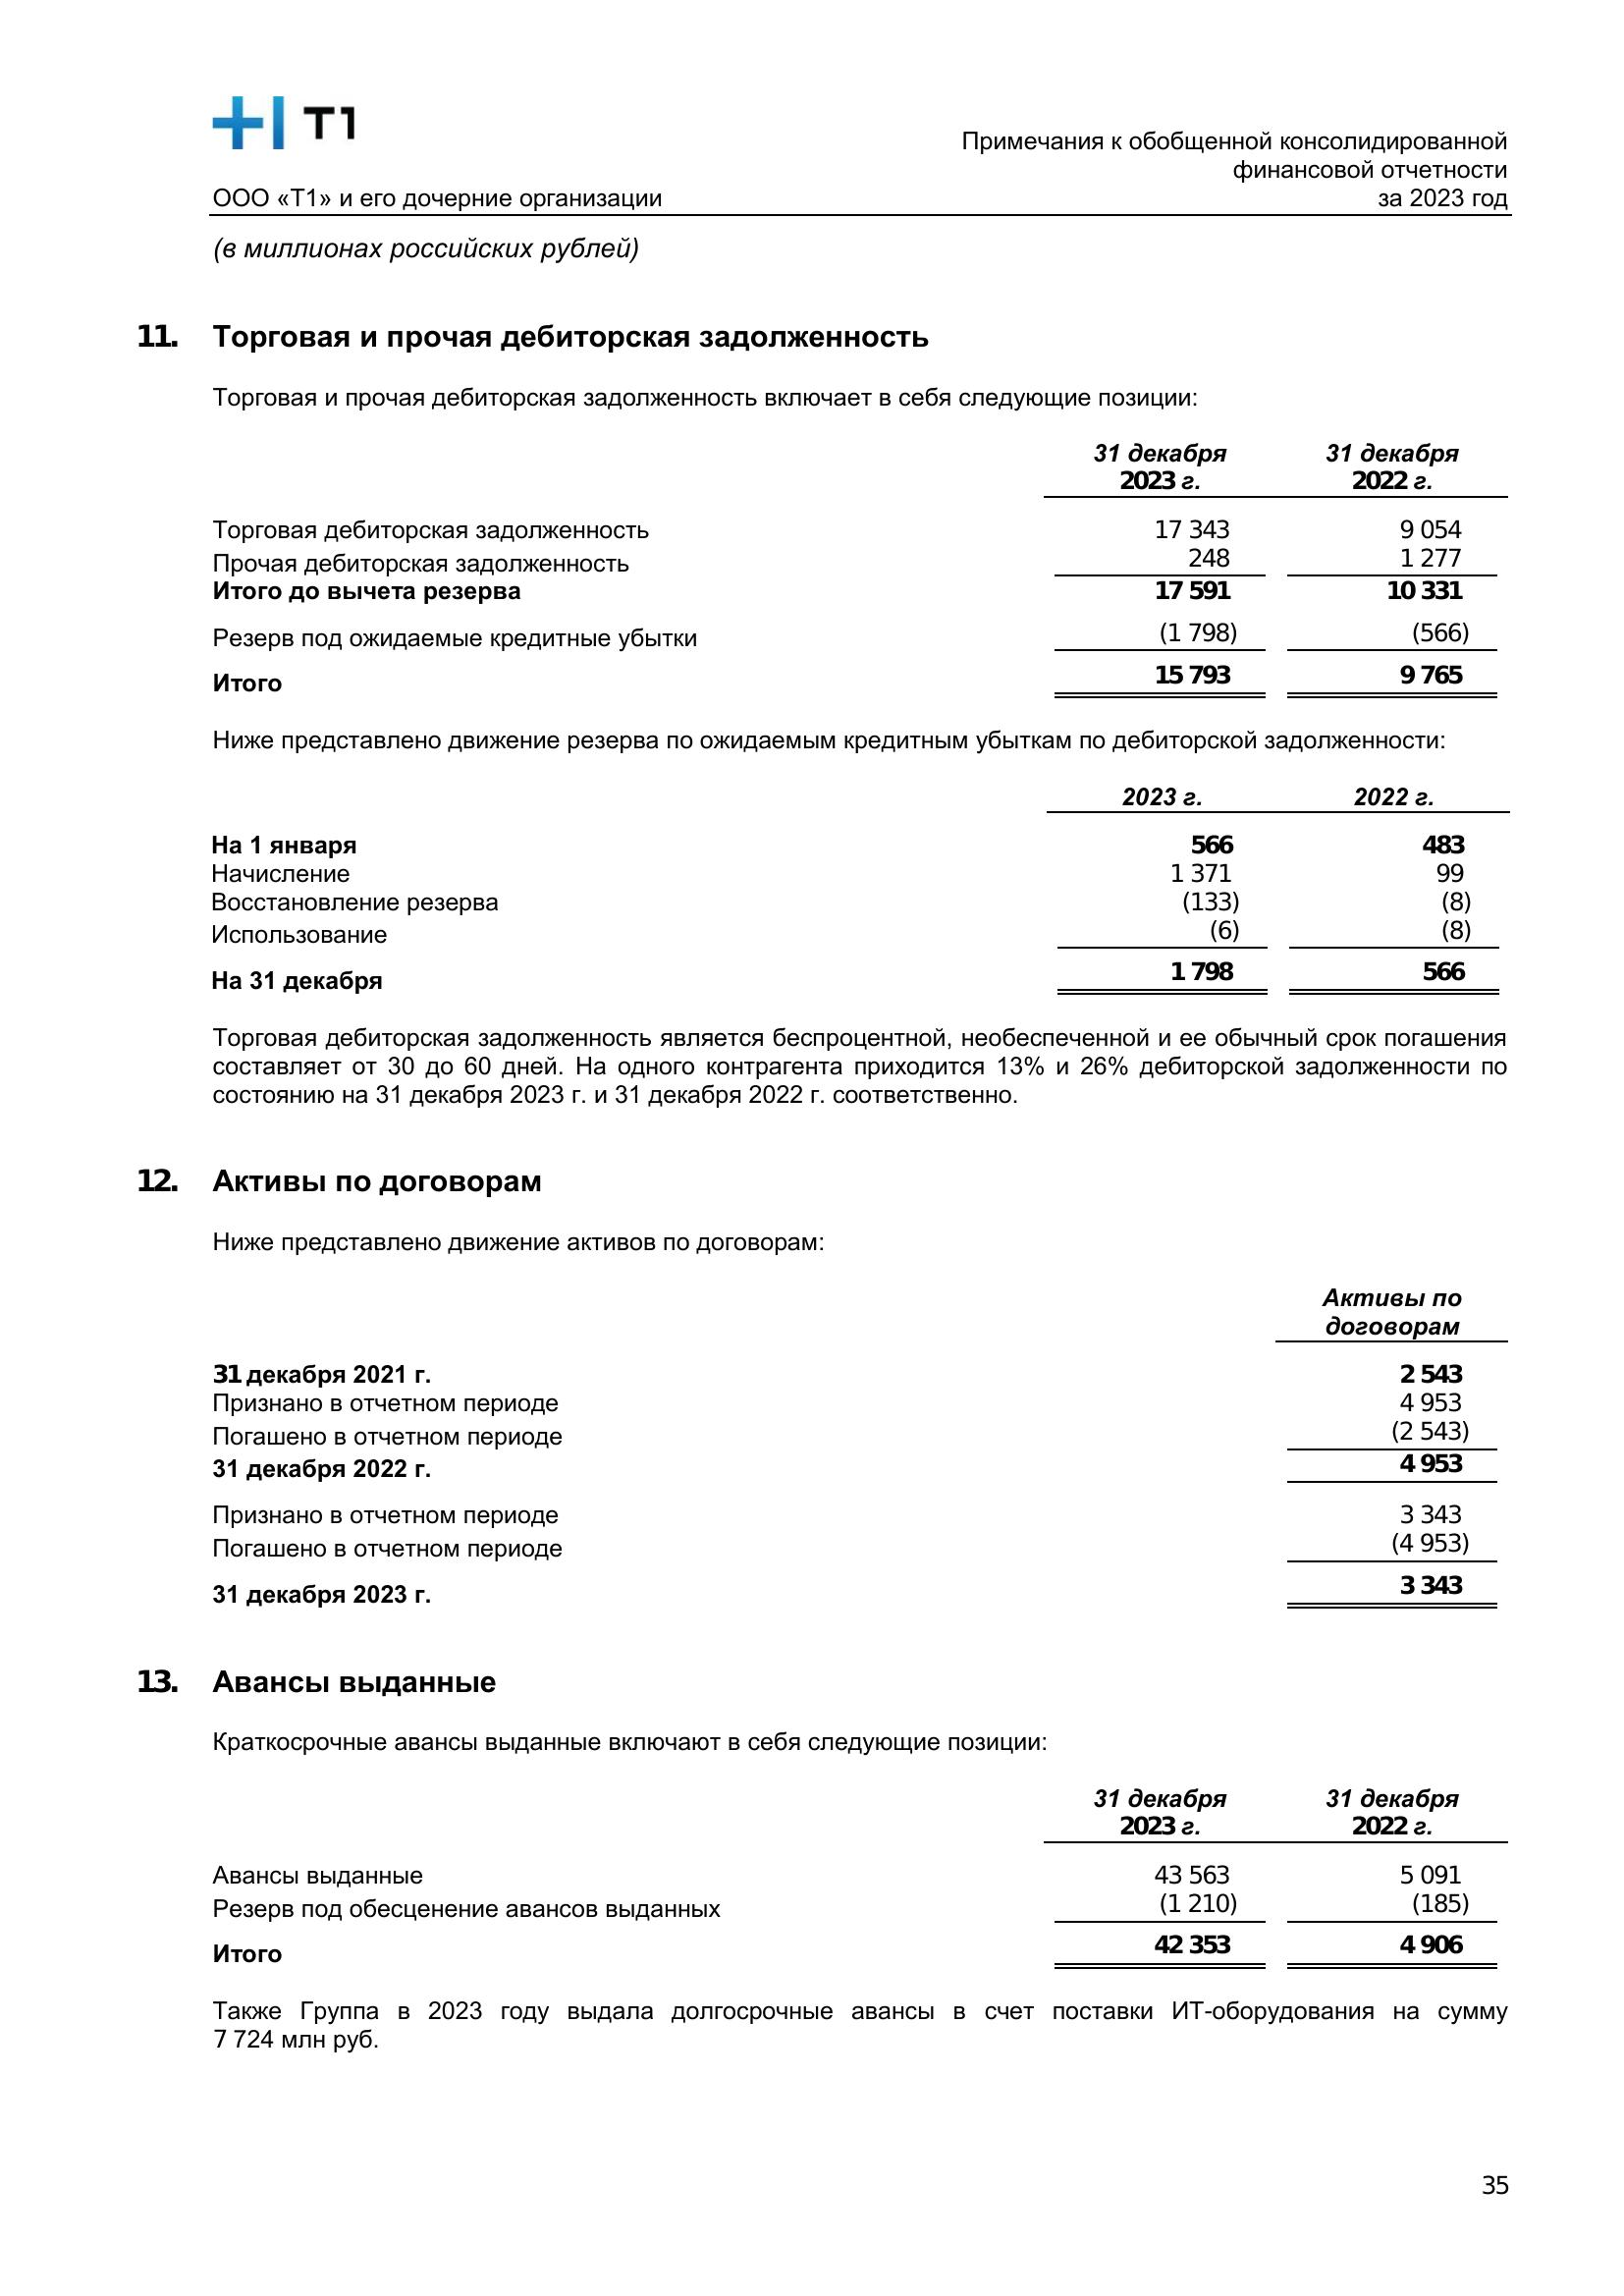 T1
Примечания к обобщенной консолидированной
финансовой отчетности
ООО «Т1» и его дочерние организации за 2023 год
(в миллионах российских рублей)
11. Торговая и прочая дебиторская задолженность
Торговая и прочая дебиторская задолженность включает в себя следующие позиции:
31 декабря 31 декабря
2023 г. 2022 г.
Торговая дебиторская задолженность 17 343 9 054
Прочая дебиторская задолженность 248 1 277
Итого до вычета резерва 17 591 10 331
Резерв под ожидаемые кредитные убытки (1 798) (566)
Итого 15 793 9 765
Ниже представлено движение резерва по ожидаемым кредитным убыткам по дебиторской задолженности:
2023 г. 2022 г.
На 1 января 566 483
Начисление 1 371 99
Восстановление резерва (133) (8)
Использование (6) (8)
На 31 декабря 1 798 566
Торговая дебиторская задолженность является беспроцентной, необеспеченной и ее обычный срок погашения
составляет от 30 до 60 дней. На одного контрагента приходится 13% и 26% дебиторской задолженности по
состоянию на 31 декабря 2023 г. и 31 декабря 2022 г. соответственно.
12. Активы по договорам
Ниже представлено движение активов по договорам:
Активы по
договорам
31 декабря 2021 г. 2 543
Признано в отчетном периоде 4 953
Погашено в отчетном периоде (2 543)
31 декабря 2022 г. 4 953
Признано в отчетном периоде 3 343
Погашено в отчетном периоде (4 953)
31 декабря 2023 г. 3 343
13. Авансы выданные
Краткосрочные авансы выданные включают в себя следующие позиции:
31 декабря 31 декабря
2023 г. 2022 г.
Авансы выданные 43 563 5 091
Резерв под обесценение авансов выданных (1 210) (185)
Итого 42 353 4 906
Также Группа в 2023 году выдала долгосрочные авансы в счет поставки ИТ-оборудования на сумму
7 724 млн руб.
35